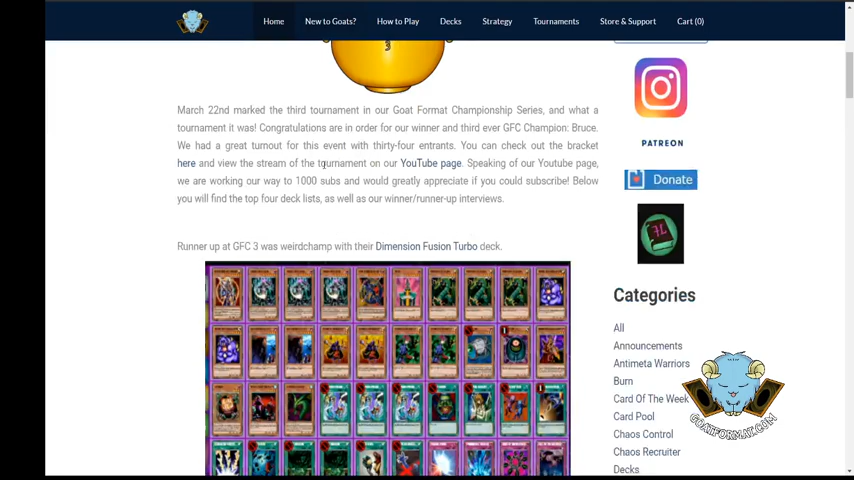 Home New to Goats? How to Play Decks Strategy Tournaments Store & Support Cart (0)
March 22nd marked the third tournament in our Goat Format Championship Series, and what a
tournament it was! Congratulations are in order for our winner and third ever GFC Champion: Bruce.
We had a great turnout for this event with thirty-four entrants. You can check out the bracket
here and view the stream of the tournament on our YouTube page. Speaking of our Youtube page,
we are working our way to 1000 subs and would greatly appreciate if you could subscribe! Below
you will find the top four deck lists, as well as our winner/runner-up interviews.
Runner up at GFC 3 was weirdchamp with their Dimension Fusion Turbo deck.
PATREON
Donate
Categories
All
Announcements
Antimeta Warriors
Burn
Card Of The Week
Card Pool
Chaos Control
Chaos Recruiter
Decks
GOATFORMAT.COM